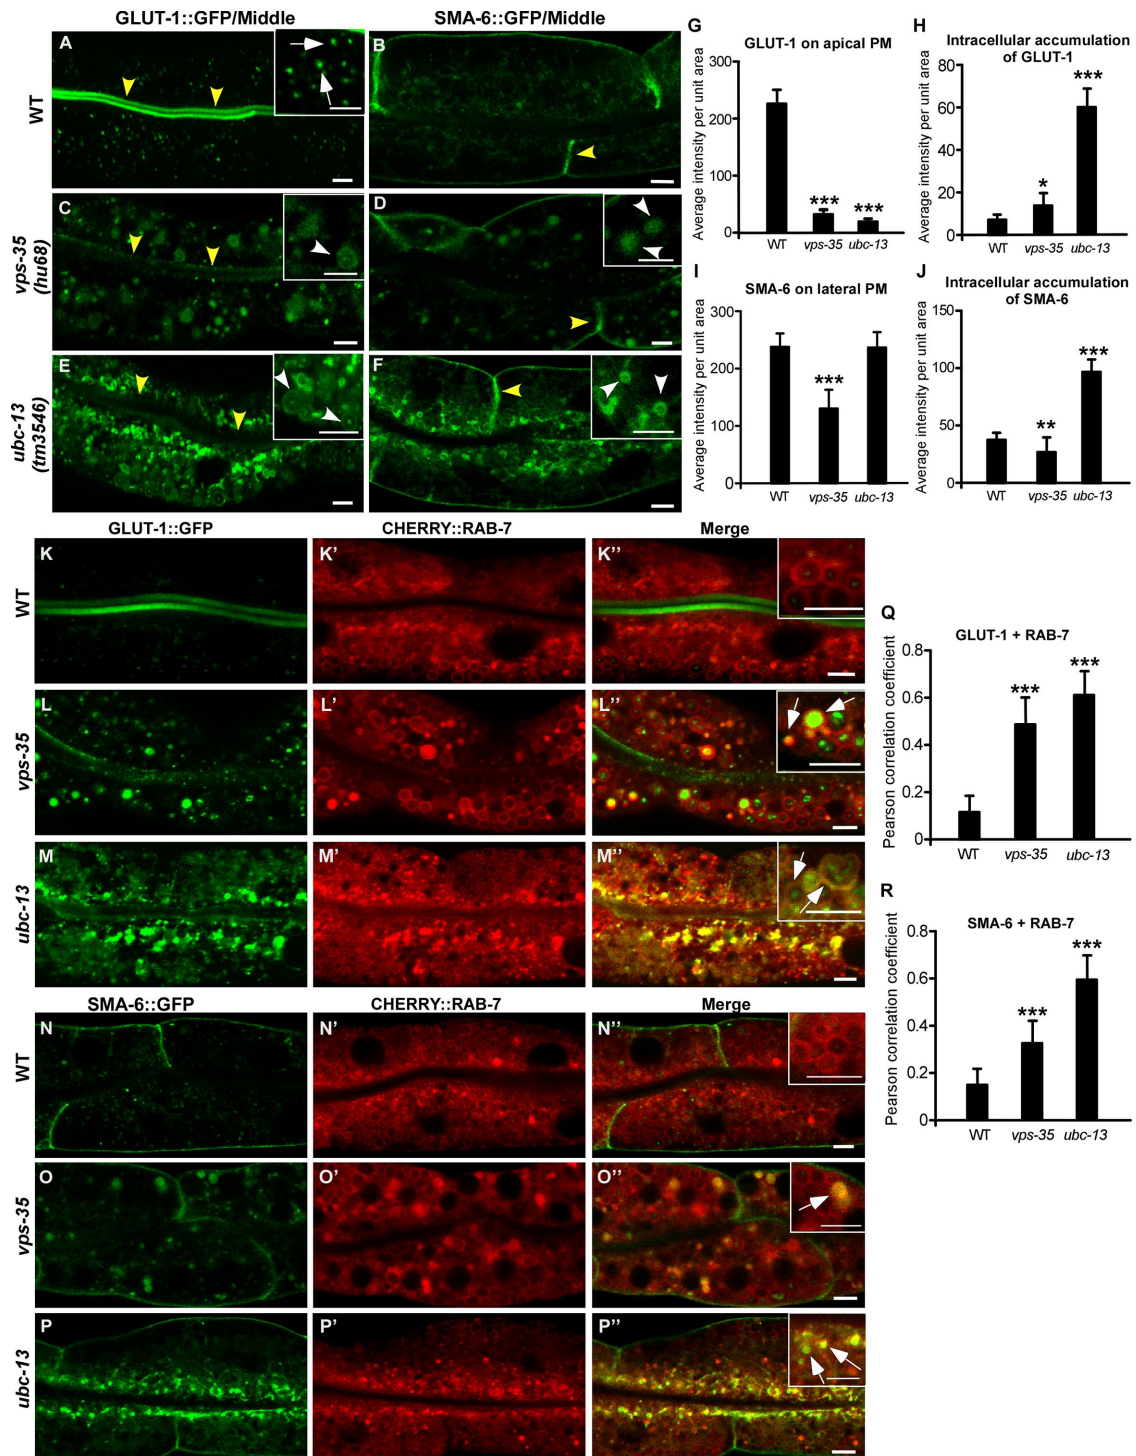 GLUT-1::GFP/Middle
SMA-6::GFP/Middle
WT
A
B
vps-35
(hu68)
C
D
ubc-13
(tm3546)
E
F
G
GLUT-1 on apical PM
Average intensity per unit area
300
200
100
0
***
***
WT
vps-35
ubc-13
H
Intracellular accumulation
of GLUT-1
Average intensity per unit area
80
60
40
20
0
*
***
WT
vps-35
ubc-13
I
SMA-6 on lateral PM
Average intensity per unit area
300
200
100
0
***
WT
vps-35
ubc-13
J
Intracellular accumulation
of SMA-6
Average intensity per unit area
150
100
50
0
**
***
WT
vps-35
ubc-13
GLUT-1::GFP
CHERRY::RAB-7
Merge
WT
K
K’
K’’
vps-35
L
L’
L’’
ubc-13
M
M’
M’’
SMA-6::GFP
CHERRY::RAB-7
Merge
WT
N
N’
N’’
vps-35
O
O’
O’’
ubc-13
P
P’
P’’
Q
GLUT-1 + RAB-7
Pearson correlation coefficient
0.8
0.6
0.4
0.2
0
***
***
WT
vps-35
ubc-13
R
SMA-6 + RAB-7
Pearson correlation coefficient
0.8
0.6
0.4
0.2
0
***
***
WT
vps-35
ubc-13